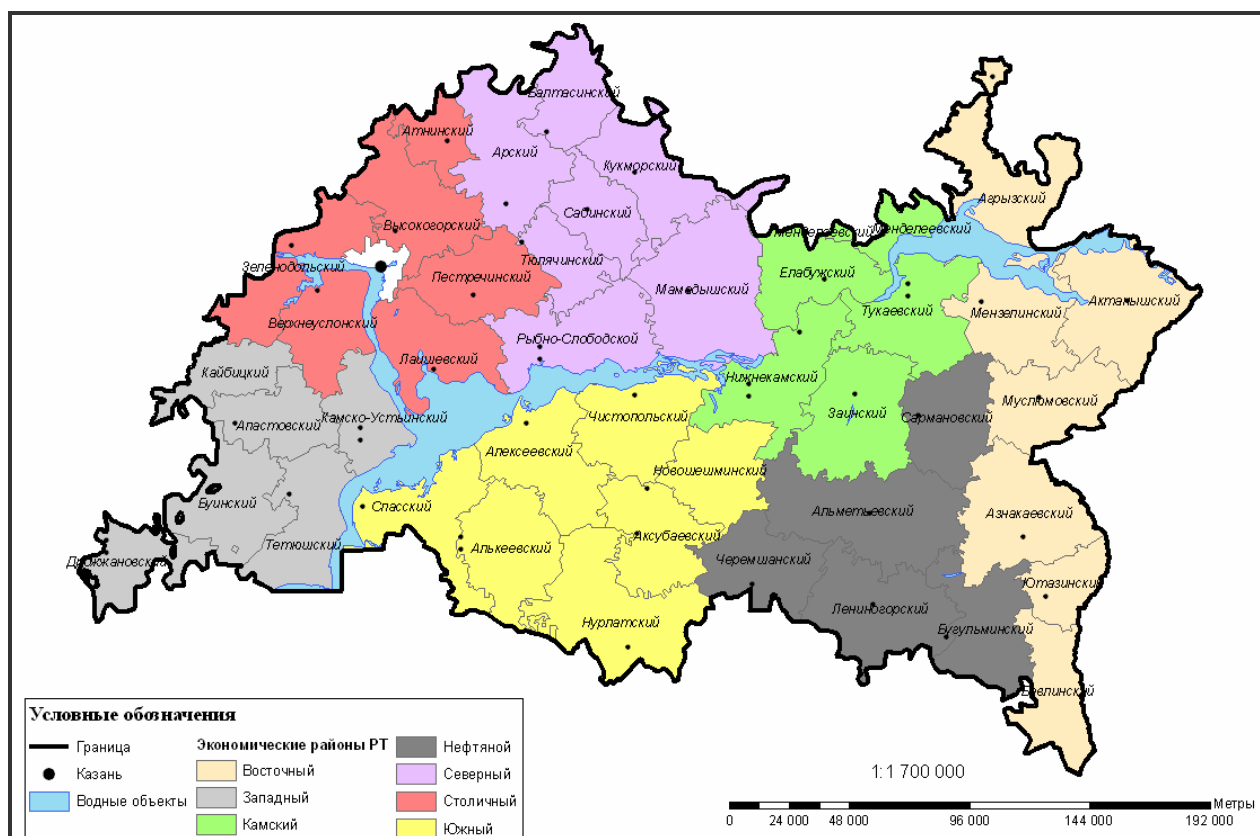 Балтасинский
Атнинский
Арский
Кукморский
Агрызский
Сабинский
Высокогорский
Менделеевский
Менделеевский
Зеленодольский
Тюлячинский
Елабужский
Пестречинский
Мамадышский
Актанышский
Тукаевский
Мензелинский
Верхнеуслонский
Рыбно-Слободской
Лаишевский
Кайбицкий
Нижнекамский
Муслюмовский
Камско-Устьинский
Чистопольский
Заинский
Сармановский
Апастовский
Алексеевский
Новошешминский
Буинский
Спасский
Альметьевский
Азнакаевский
Аксубаевский
Тетюшский
Алькеевский
Дрожжановский
Черемшанский
Ютазинский
Лениногорский
Нурлатский
Бугульминский
Бавлинский
Условные обозначения
Граница
Казань
Водные объекты
Экономические районы РТ
Восточный
Западный
Камский
Нефтяной
Северный
Столичный
Южный
1:1 700 000
Метры
0 24 000 48 000 96 000 144 000 192 000